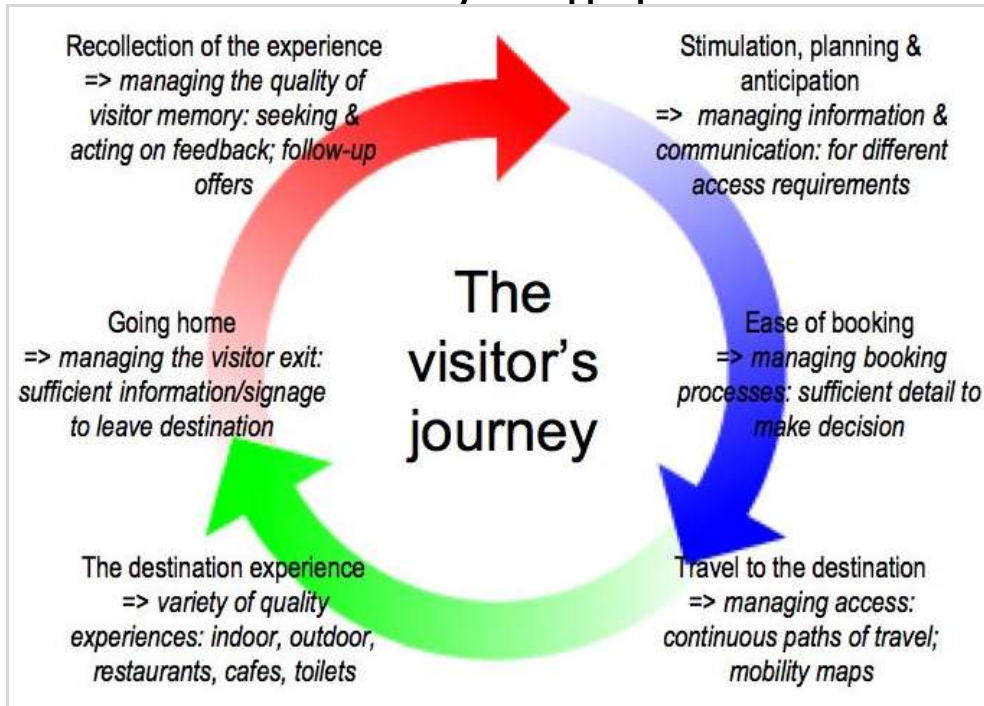 Recollection of the experience
=> managing the quality of
visitor memory: seeking &
acting on feedback; follow-up
offers
Stimulation, planning &
anticipation
=> managing information &
communication: for different
access requirements
The
visitor's
journey
Going home
=> managing the visitor exit:
sufficient information/signage
to leave destination
Ease of booking
=> managing booking
processes: sufficient detail to
make decision
The destination experience
=> variety of quality
experiences: indoor, outdoor,
restaurants, cafes, toilets
Travel to the destination
=> managing access:
continuous paths of travel;
mobility maps